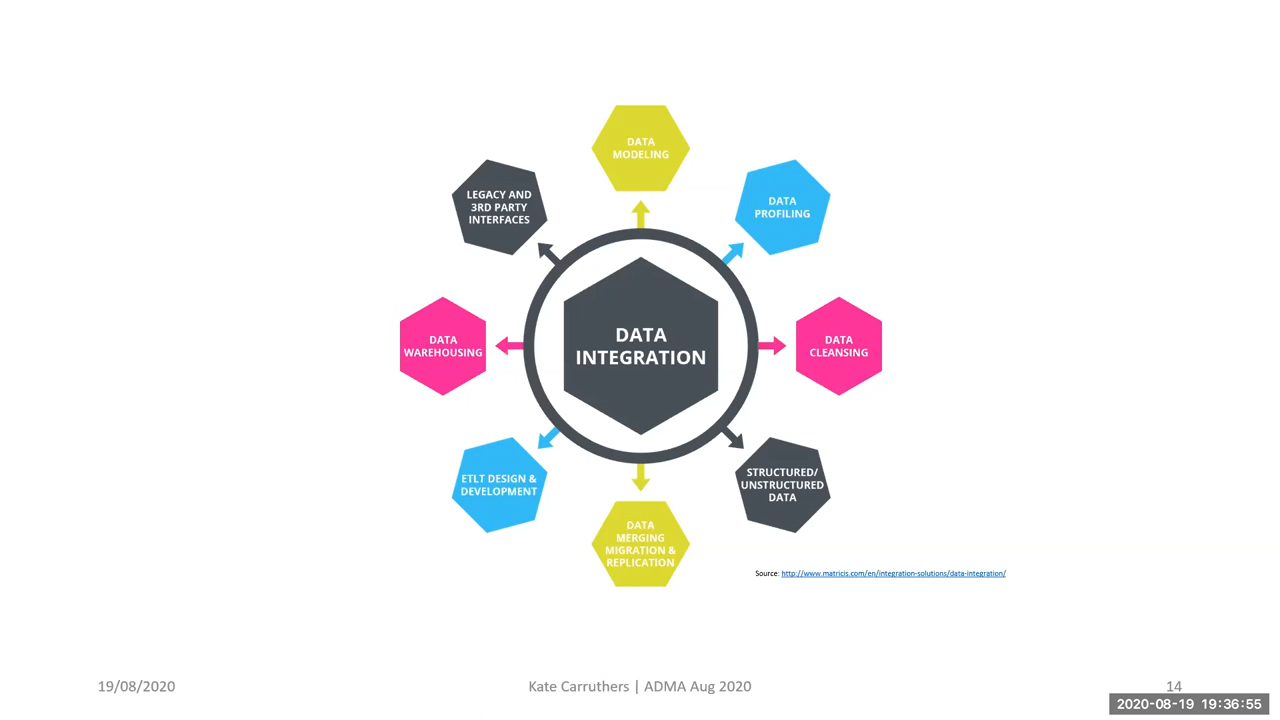 DATA
MODELING
LEGACY AND
3RD PARTY
INTERFACES
DATA
PROFILING
DATA
INTEGRATION
DATA
WAREHOUSING
DATA
CLEANSING
ETLT DESIGN &
DEVELOPMENT
STRUCTURED/
UNSTRUCTURED
DATA
DATA
MERGING
MIGRATION &
REPLICATION
Source: http://www.matricis.com/en/integration-solutions/data-integration/
19/08/2020
Kate Carruthers | ADMA Aug 2020
14
2020-08-19 19:36:55